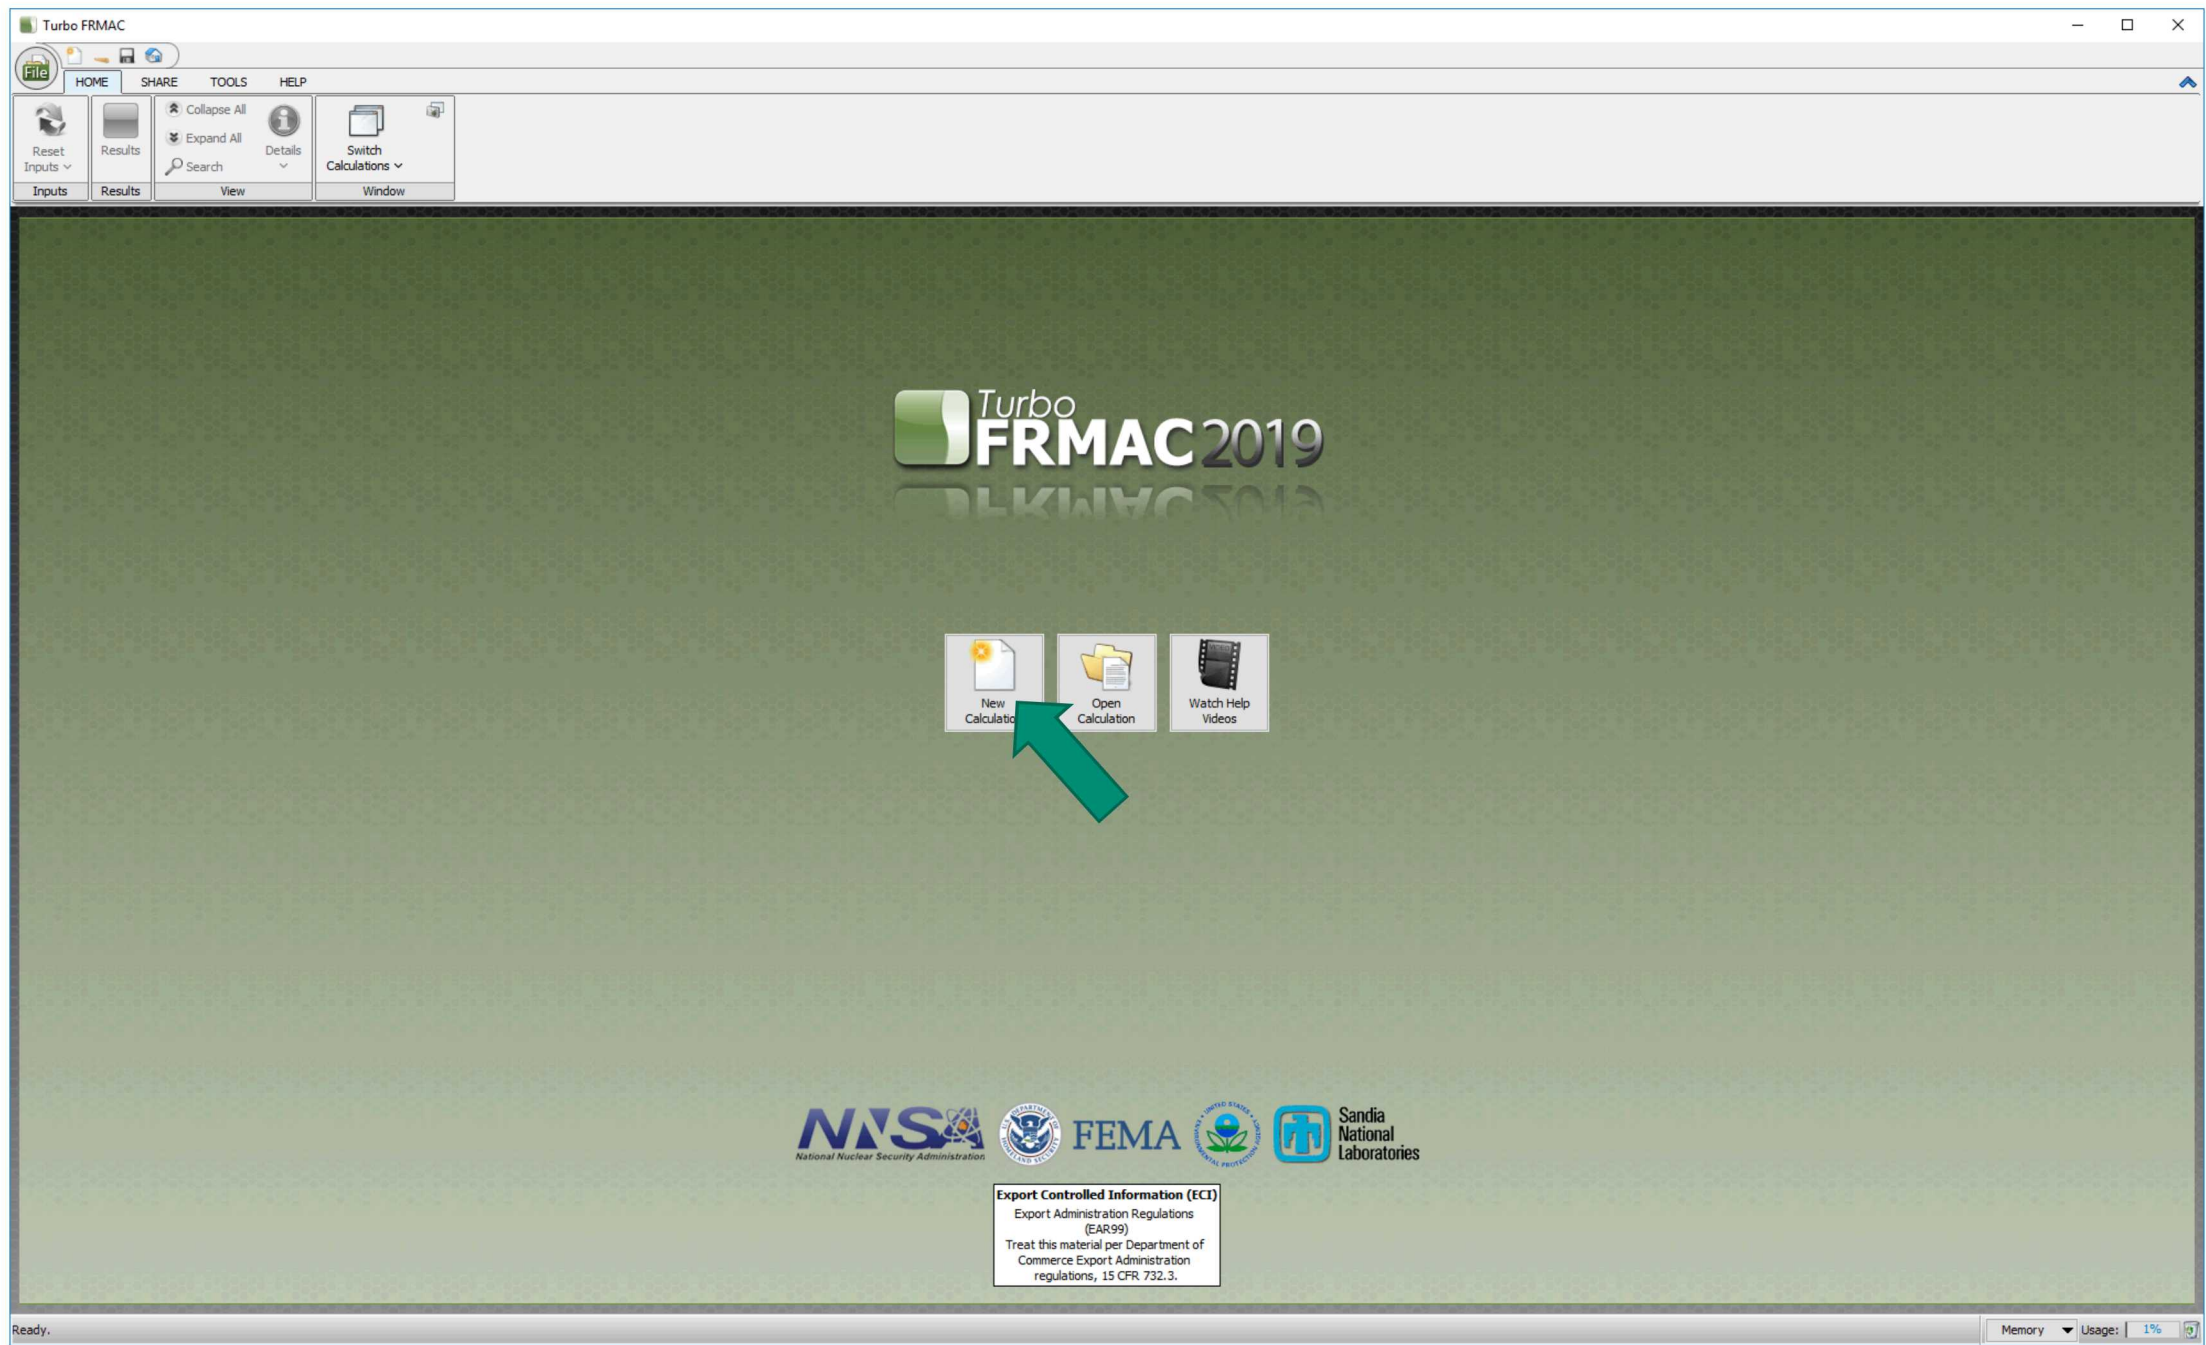 Turbo FRMAC
File
HOME SHARE TOOLS HELP
Reset
Inputs
Inputs
Results
Results
Collapse All
Expand All
Search
Details
View
Switch
Calculations
Window
Turbo
FRMAC 2019
New
Calculation
Open
Calculation
Watch Help
Videos
NNSA
National Nuclear Security Administration
FEMA
Sandia
National
Laboratories
Export Controlled Information (ECI)
Export Administration Regulations
(EAR99)
Treat this material per Department of
Commerce Export Administration
regulations, 15 CFR 732.3.
Ready.
Memory Usage: 1%